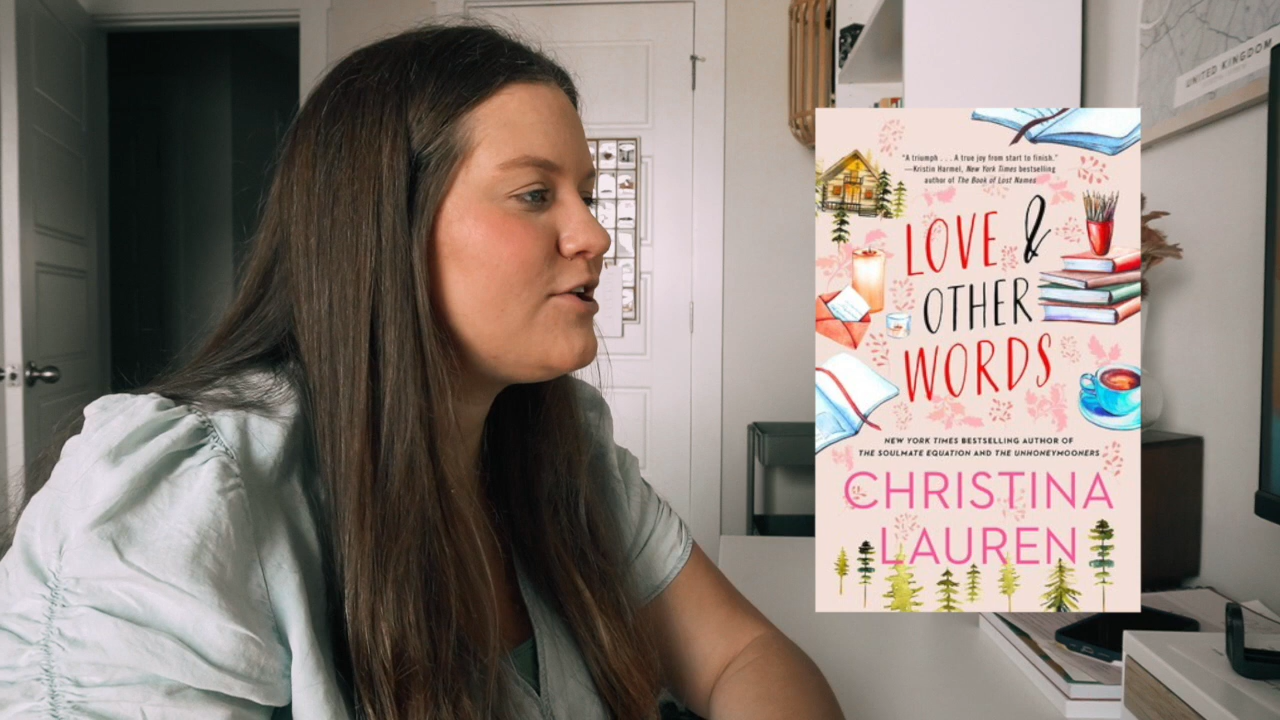 UNITED KINGDOM
"A triumph . . . A true joy from start to finish."
—Kristin Harmel, New York Times bestselling
author of The Book of Lost Names
LOVE &
OTHER
WORDS
NEW YORK TIMES BESTSELLING AUTHOR OF
THE SOULMATE EQUATION AND THE UNHONEYMOONERS
CHRISTINA
LAUREN